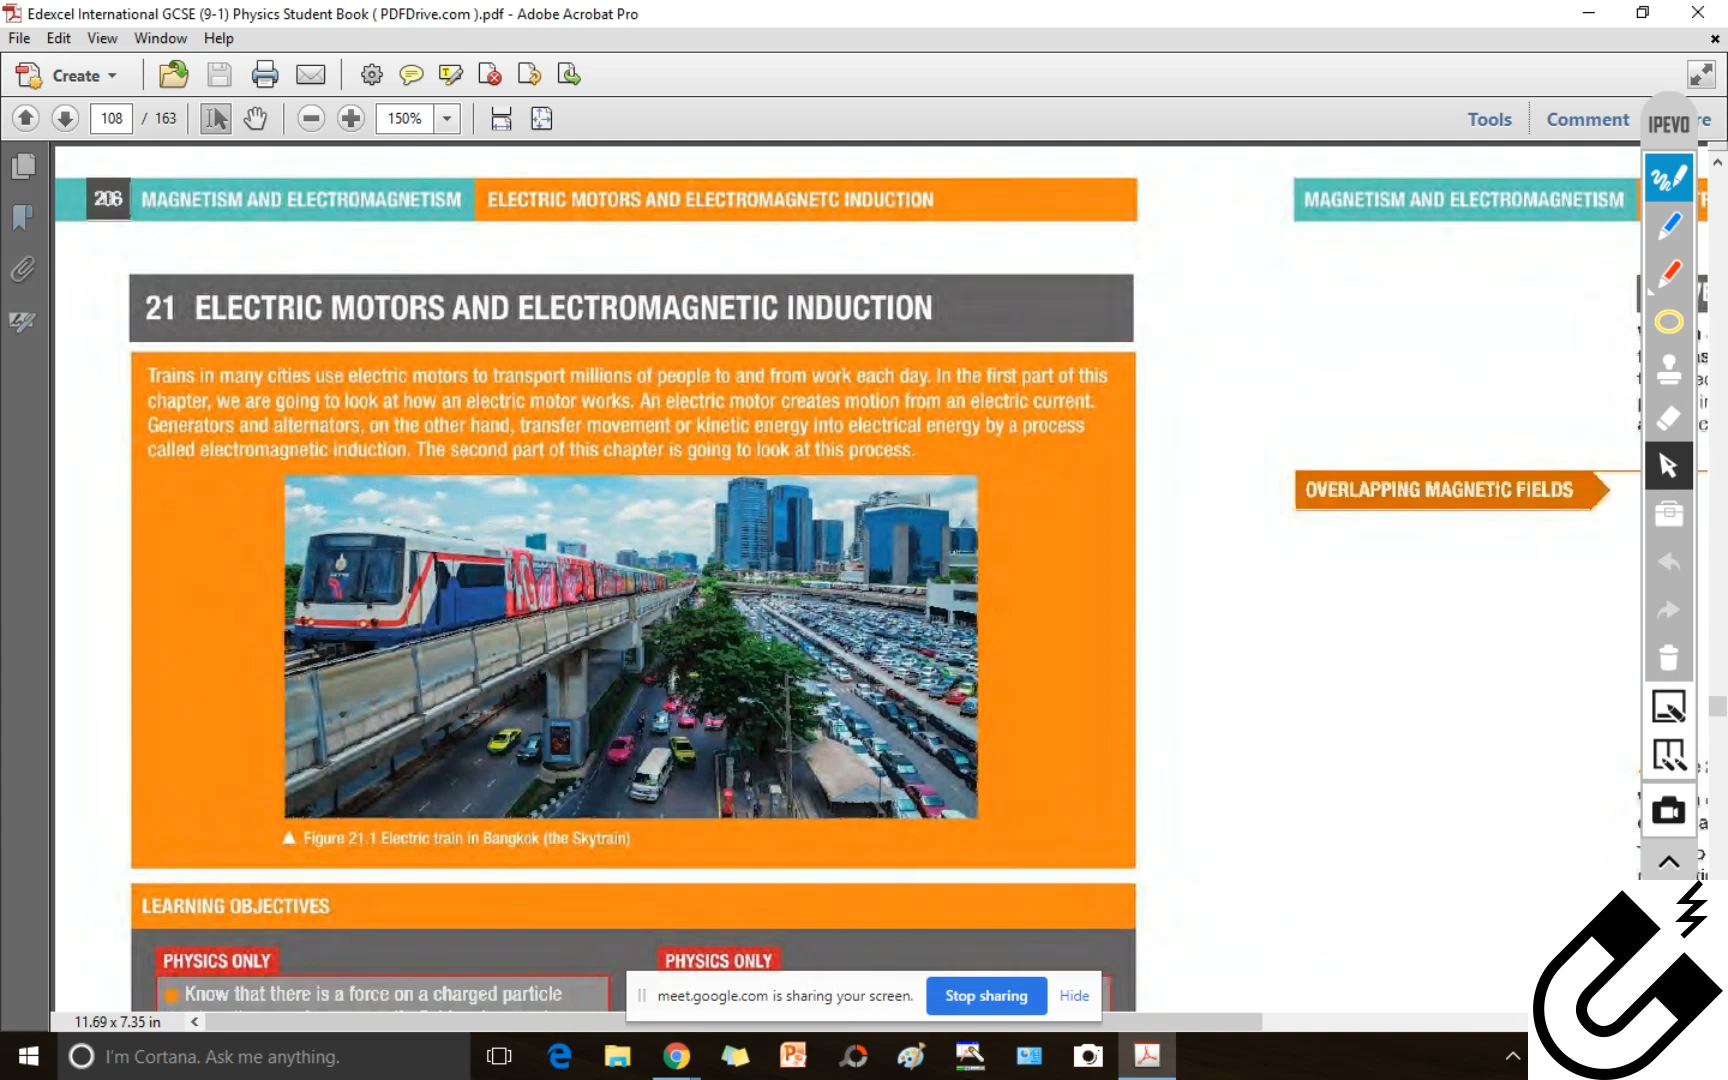 Edexcel International GCSE (9-1) Physics Student Book ( PDFDrive.com ).pdf - Adobe Acrobat Pro
File Edit View Window Help
Create
108 / 163 150% Tools Comment
IPEVO
206 MAGNETISM AND ELECTROMAGNETISM ELECTRIC MOTORS AND ELECTROMAGNETC INDUCTION
MAGNETISM AND ELECTROMAGNETISM
21 ELECTRIC MOTORS AND ELECTROMAGNETIC INDUCTION
Trains in many cities use electric motors to transport millions of people to and from work each day. In the first part of this
chapter, we are going to look at how an electric motor works. An electric motor creates motion from an electric current.
Generators and alternators, on the other hand, transfer movement or kinetic energy into electrical energy by a process
called electromagnetic induction. The second part of this chapter is going to look at this process.
OVERLAPPING MAGNETIC FIELDS
Figure 21.1 Electric train in Bangkok (the Skytrain)
LEARNING OBJECTIVES
PHYSICS ONLY
PHYSICS ONLY
Know that there is a force on a charged particle
meet.google.com is sharing your screen. Stop sharing Hide
11.69 x 7.35 in
I'm Cortana. Ask me anything.